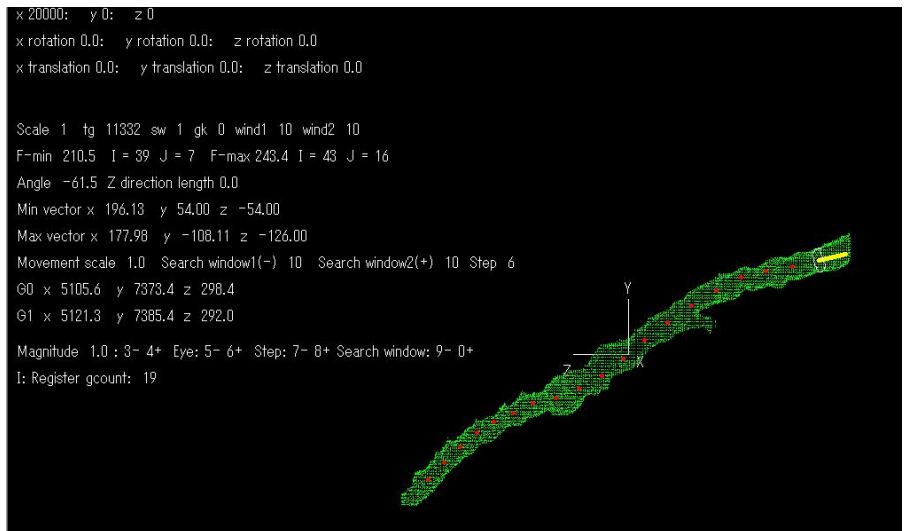 x 20000: y 0: z 0
x rotation 0.0: y rotation 0.0: z rotation 0.0
x translation 0.0: y translation 0.0: z translation 0.0
Scale 1 tg 11332 sw 1 gk 0 wind1 10 wind2 10
F-min 210.5 I = 39 J = 7 F-max 243.4 I = 43 J = 16
Angle -61.5 Z direction length 0.0
Min vector x 196.13 y 54.00 z -54.00
Max vector x 177.98 y -108.11 z -126.00
Movement scale 1.0 Search window1(-) 10 Search window2(+) 10 Step 6
G0 x 5105.6 y 7373.4 z 298.4
G1 x 5121.3 y 7385.4 z 292.0
Magnitude 1.0 : 3- 4+ Eye: 5- 6+ Step: 7- 8+ Search window: 9- 0+
I: Register gcount: 19
Y
Z
X